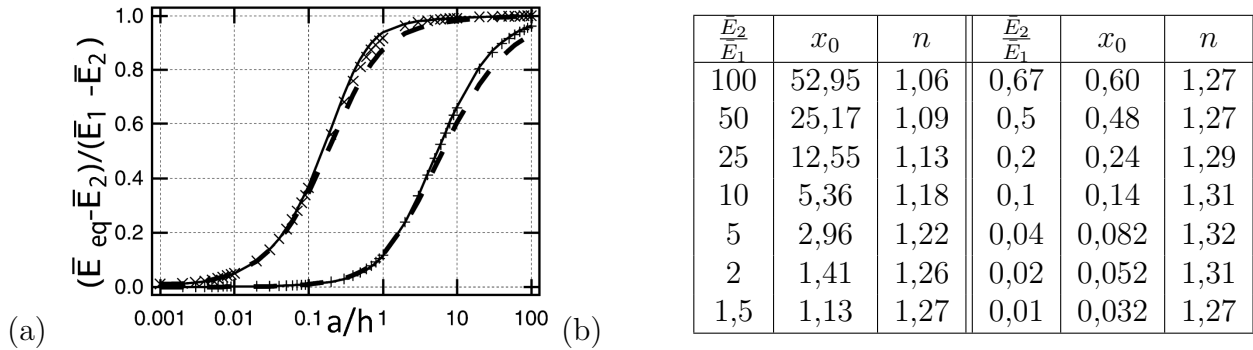 (a)
(Ē eq-Ē2)/(Ē1 -Ē2)
1.0
0.8
0.6
0.4
0.2
0.0
0.001 0.01 0.1 1 10 100
a/h
(b)
Ē2/Ē1 x0 n Ē2/Ē1 x0 n
100 52,95 1,06 0,67 0,60 1,27
50 25,17 1,09 0,5 0,48 1,27
25 12,55 1,13 0,2 0,24 1,29
10 5,36 1,18 0,1 0,14 1,31
5 2,96 1,22 0,04 0,082 1,32
2 1,41 1,26 0,02 0,052 1,31
1,5 1,13 1,27 0,01 0,032 1,27